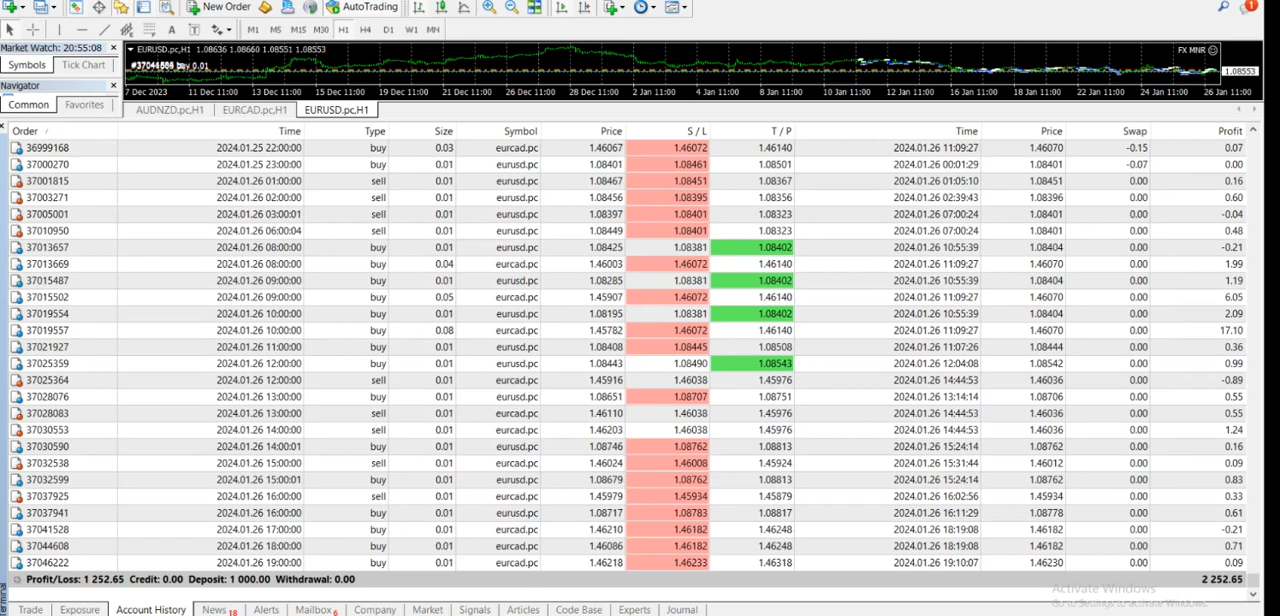 New Order AutoTrading 1
A T M1 M5 M15 M30 H1 H4 D1 W1 MN
Market Watch: 20:55:08
Symbols Tick Chart
Navigator
Common Favorites
EURUSD.pc,H1 1.08636 1.08660 1.08551 1.08553
FX MNR
buy 0.01
1.08553
7 Dec 2023 11 Dec 11:00 13 Dec 11:00 15 Dec 11:00 19 Dec 11:00 21 Dec 11:00 26 Dec 11:00 28 Dec 11:00 2 Jan 11:00 4 Jan 11:00 10 Jan 11:00 12 Jan 11:00 16 Jan 11:00 18 Jan 11:00 22 Jan 11:00 24 Jan 11:00 26 Jan 11:00
AUDNZD.pc,H1 EURCAD.pc,H1 EURUSD.pc,H1
Order / Time Type Size Symbol Price S / L T / P Time Price Swap Profit
36999168 2024.01.25 22:00:00 buy 0.03 eurcad.pc 1.46067 1.46072 1.46140 2024.01.26 11:09:27 1.46070 -0.15 0.07
37000270 2024.01.25 23:00:00 buy 0.01 eurusd.pc 1.08401 1.08461 1.08501 2024.01.26 00:01:29 1.08401 -0.07 0.00
37001815 2024.01.26 01:00:00 sell 0.01 eurusd.pc 1.08467 1.08451 1.08367 2024.01.26 01:05:10 1.08451 0.00 0.16
37003271 2024.01.26 02:00:00 sell 0.01 eurusd.pc 1.08456 1.08395 1.08356 2024.01.26 02:39:43 1.08396 0.00 0.60
37005001 2024.01.26 03:00:01 sell 0.01 eurusd.pc 1.08397 1.08401 1.08323 2024.01.26 07:00:24 1.08401 0.00 -0.04
37010950 2024.01.26 06:00:04 sell 0.01 eurusd.pc 1.08449 1.08401 1.08323 2024.01.26 07:00:24 1.08401 0.00 0.48
37013657 2024.01.26 08:00:00 buy 0.01 eurusd.pc 1.08425 1.08381 1.08402 2024.01.26 10:55:39 1.08404 0.00 -0.21
37013669 2024.01.26 08:00:00 buy 0.04 eurcad.pc 1.46003 1.46072 1.46140 2024.01.26 11:09:27 1.46070 0.00 1.99
37015487 2024.01.26 09:00:00 buy 0.01 eurusd.pc 1.08285 1.08381 1.08402 2024.01.26 10:55:39 1.08404 0.00 1.19
37015502 2024.01.26 09:00:00 buy 0.05 eurcad.pc 1.45907 1.46072 1.46140 2024.01.26 11:09:27 1.46070 0.00 6.05
37019554 2024.01.26 10:00:00 buy 0.01 eurusd.pc 1.08195 1.08381 1.08402 2024.01.26 10:55:39 1.08404 0.00 2.09
37019557 2024.01.26 10:00:00 buy 0.08 eurcad.pc 1.45782 1.46072 1.46140 2024.01.26 11:09:27 1.46070 0.00 17.10
37021927 2024.01.26 11:00:00 buy 0.01 eurusd.pc 1.08408 1.08445 1.08508 2024.01.26 11:07:26 1.08444 0.00 0.36
37025359 2024.01.26 12:00:00 buy 0.01 eurusd.pc 1.08443 1.08490 1.08543 2024.01.26 12:04:08 1.08542 0.00 0.99
37025364 2024.01.26 12:00:00 sell 0.01 eurcad.pc 1.45916 1.46038 1.45976 2024.01.26 14:44:53 1.46036 0.00 -0.89
37028076 2024.01.26 13:00:00 buy 0.01 eurusd.pc 1.08651 1.08707 1.08751 2024.01.26 13:14:14 1.08706 0.00 0.55
37028083 2024.01.26 13:00:00 sell 0.01 eurcad.pc 1.46110 1.46038 1.45976 2024.01.26 14:44:53 1.46036 0.00 0.55
37030553 2024.01.26 14:00:00 sell 0.01 eurcad.pc 1.46203 1.46038 1.45976 2024.01.26 14:44:53 1.46036 0.00 1.24
37030590 2024.01.26 14:00:01 buy 0.01 eurusd.pc 1.08746 1.08762 1.08813 2024.01.26 15:24:14 1.08762 0.00 0.16
37032538 2024.01.26 15:00:00 sell 0.01 eurcad.pc 1.46024 1.46008 1.45924 2024.01.26 15:31:44 1.46012 0.00 0.09
37032599 2024.01.26 15:00:01 buy 0.01 eurusd.pc 1.08679 1.08762 1.08813 2024.01.26 15:24:14 1.08762 0.00 0.83
37037925 2024.01.26 16:00:00 sell 0.01 eurcad.pc 1.45979 1.45934 1.45879 2024.01.26 16:02:56 1.45934 0.00 0.33
37037941 2024.01.26 16:00:00 buy 0.01 eurusd.pc 1.08717 1.08783 1.08817 2024.01.26 16:11:29 1.08778 0.00 0.61
37041528 2024.01.26 17:00:00 buy 0.01 eurcad.pc 1.46210 1.46182 1.46248 2024.01.26 18:19:08 1.46182 0.00 -0.21
37044608 2024.01.26 18:00:00 buy 0.01 eurcad.pc 1.46086 1.46182 1.46248 2024.01.26 18:19:08 1.46182 0.00 0.71
37046222 2024.01.26 19:00:00 buy 0.01 eurcad.pc 1.46218 1.46233 1.46318 2024.01.26 19:10:07 1.46230 0.00 0.09
Profit/Loss: 1 252.65 Credit: 0.00 Deposit: 1 000.00 Withdrawal: 0.00 2 252.65
Activate Windows
Go to Settings to activate Windows.
Terminal
Trade Exposure Account History News 18 Alerts Mailbox 6 Company Market Signals Articles Code Base Experts Journal